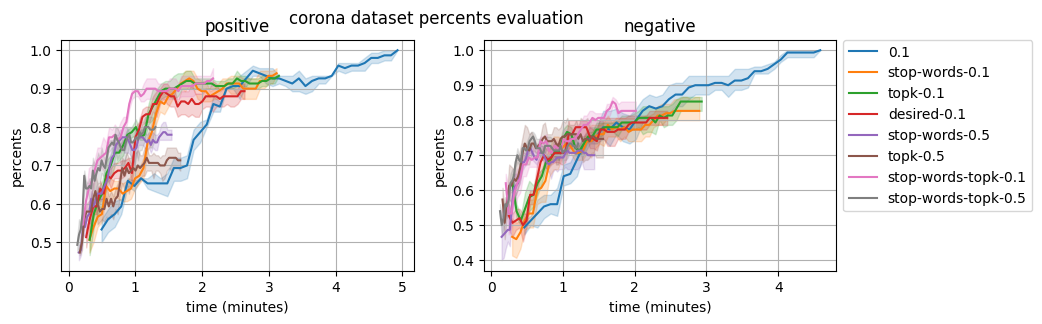 corona dataset percents evaluation
positive
1.0
0.9
0.8
0.7
0.6
0.5
percents
0 1 2 3 4 5
time (minutes)
negative
1.0
0.9
0.8
0.7
0.6
0.5
0.4
percents
0 1 2 3 4
time (minutes)
0.1
stop-words-0.1
topk-0.1
desired-0.1
stop-words-0.5
topk-0.5
stop-words-topk-0.1
stop-words-topk-0.5